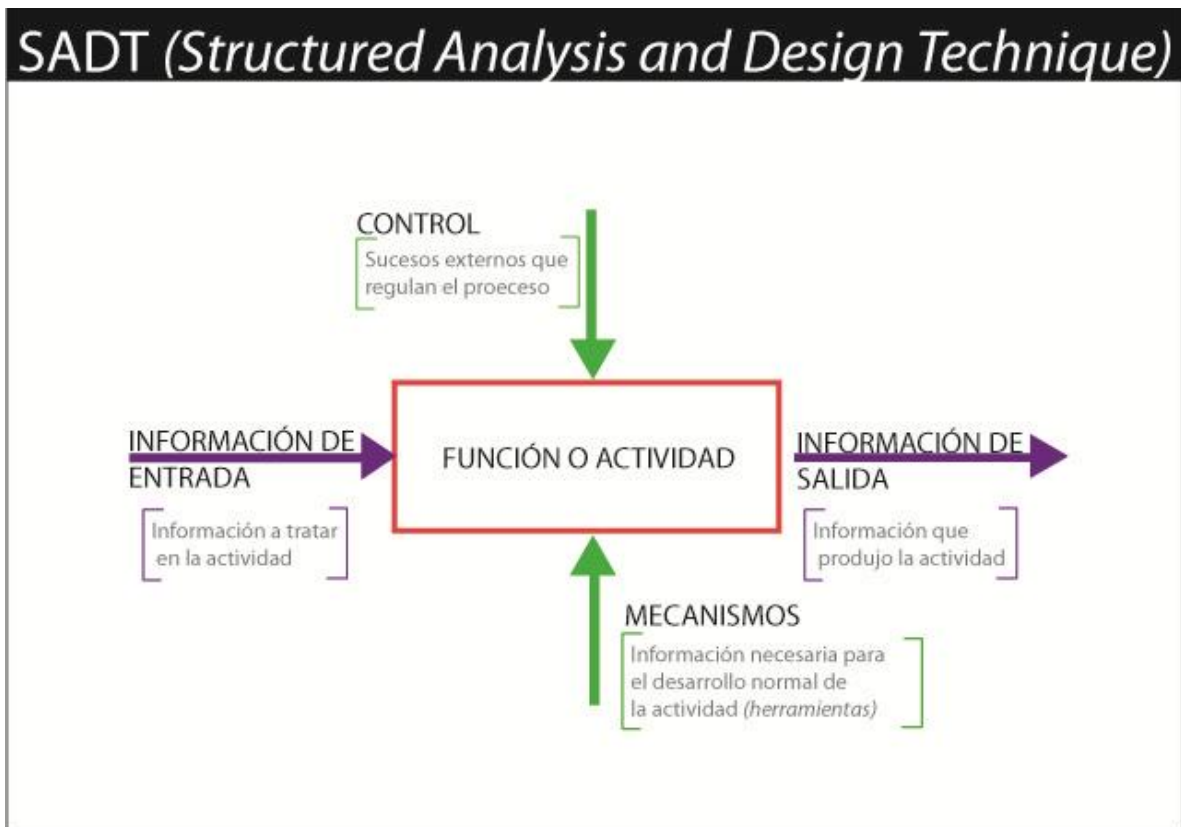 SADT (Structured Analysis and Design Technique)
CONTROL
Sucesos externos que
regulan el proeceso
INFORMACIÓN DE
ENTRADA
Información a tratar
en la actividad
FUNCIÓN O ACTIVIDAD
INFORMACIÓN DE
SALIDA
Información que
produjo la actividad
MECANISMOS
Información necesaria para
el desarrollo normal de
la actividad (herramientas)